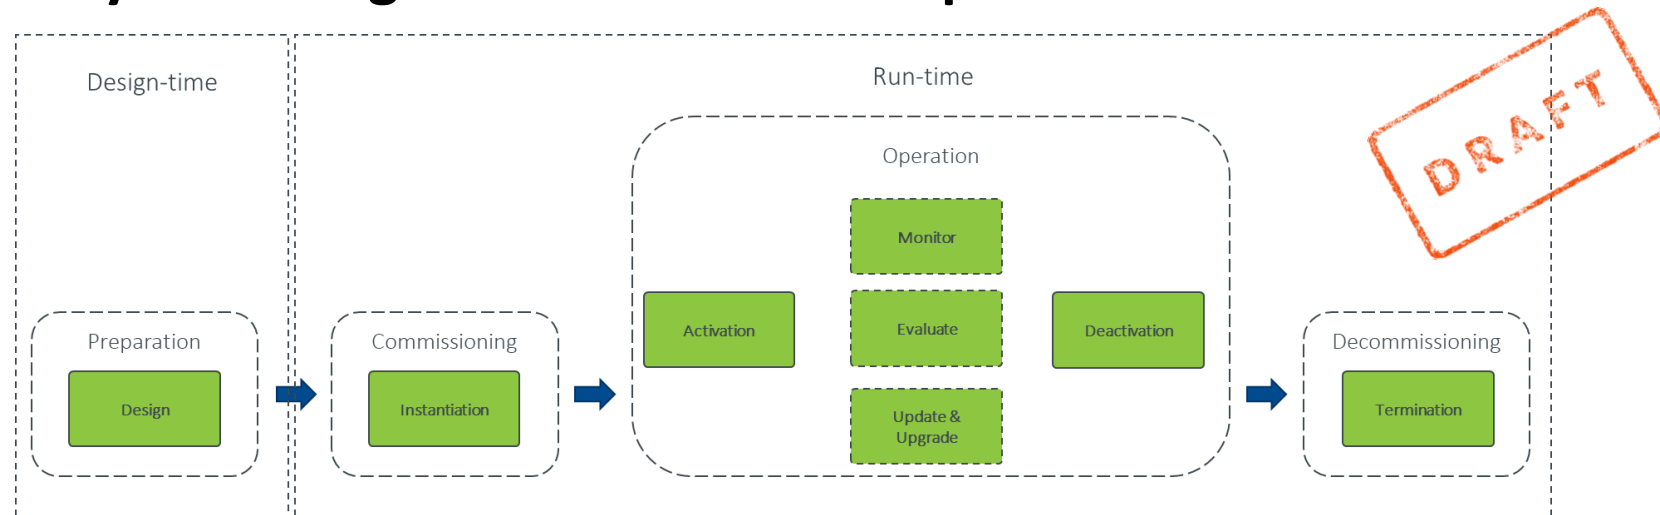 Design-time
Run-time
DRAFT
Operation
Monitor
Activation
Evaluate
Deactivation
Preparation
Commissioning
Decommissioning
Design
Instantiation
Update &
Upgrade
Termination